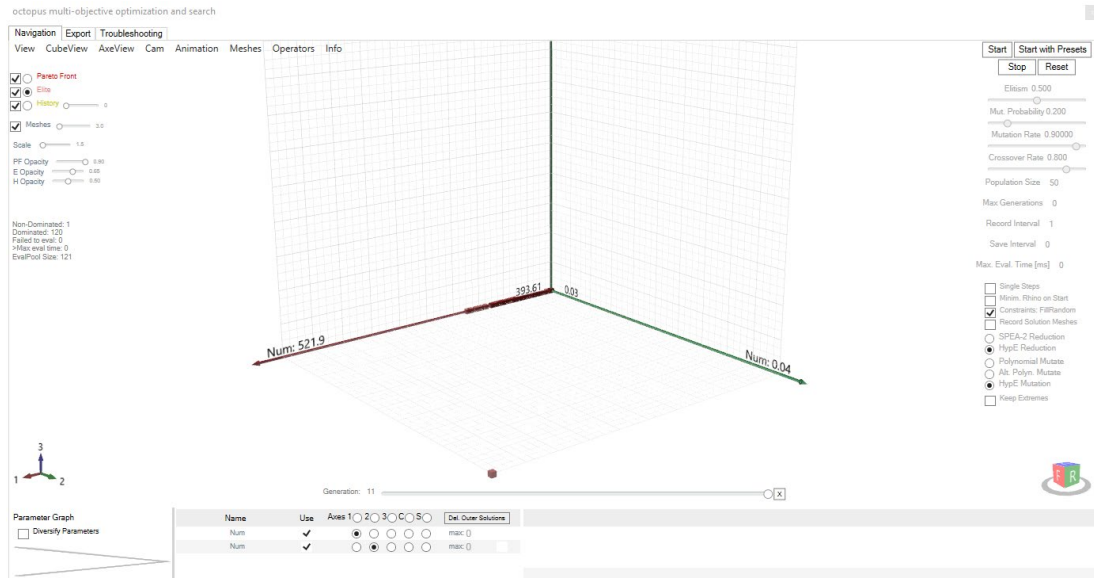 octopus multi-objective optimization and search
Navigation Export Troubleshooting
View CubeView AxeView Cam Animation Meshes Operators Info
Start Start with Presets
Stop Reset
Pareto Front
Elite
History 0
Meshes 3.0
Scale 1.5
PF Opacity 0.90
E Opacity 0.65
H Opacity 0.50
Non-Dominated: 1
Dominated: 120
Failed to eval: 0
>Max eval time: 0
EvalPool Size: 121
393.61
0.03
Num: 521.9
Num: 0.04
Elitism 0.500
Mut. Probability 0.200
Mutation Rate 0.90000
Crossover Rate 0.800
Population Size 50
Max Generations 0
Record Interval 1
Save Interval 0
Max. Eval. Time [ms] 0
Single Steps
Minim. Rhino on Start
Constraints: FillRandom
Record Solution Meshes
SPEA-2 Reduction
HypE Reduction
Polynomial Mutate
Alt. Polyn. Mutate
HypE Mutation
Keep Extremes
3
1 2
F R
Generation: 11 X
Parameter Graph
Diversify Parameters
Name Use Axes 1 2 3 C S Del. Outer Solutions
Num max: ()
Num max: ()